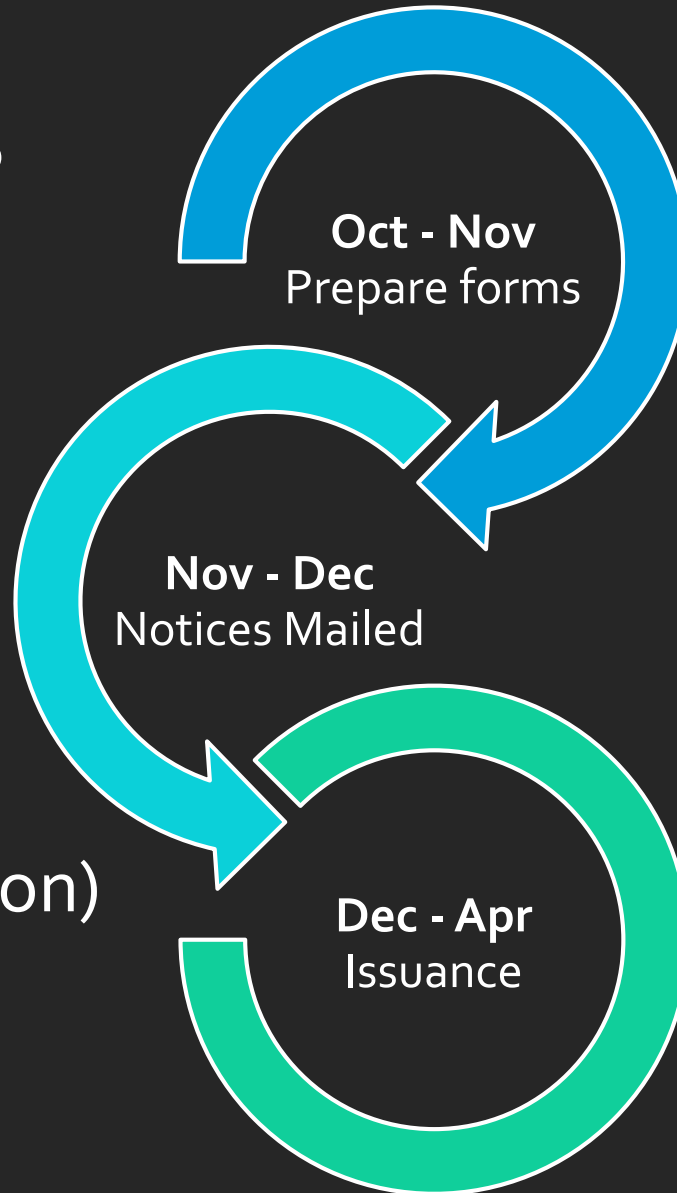 Oct - Nov
Prepare forms
Nov - Dec
Notices Mailed
on)
Dec - Apr
Issuance